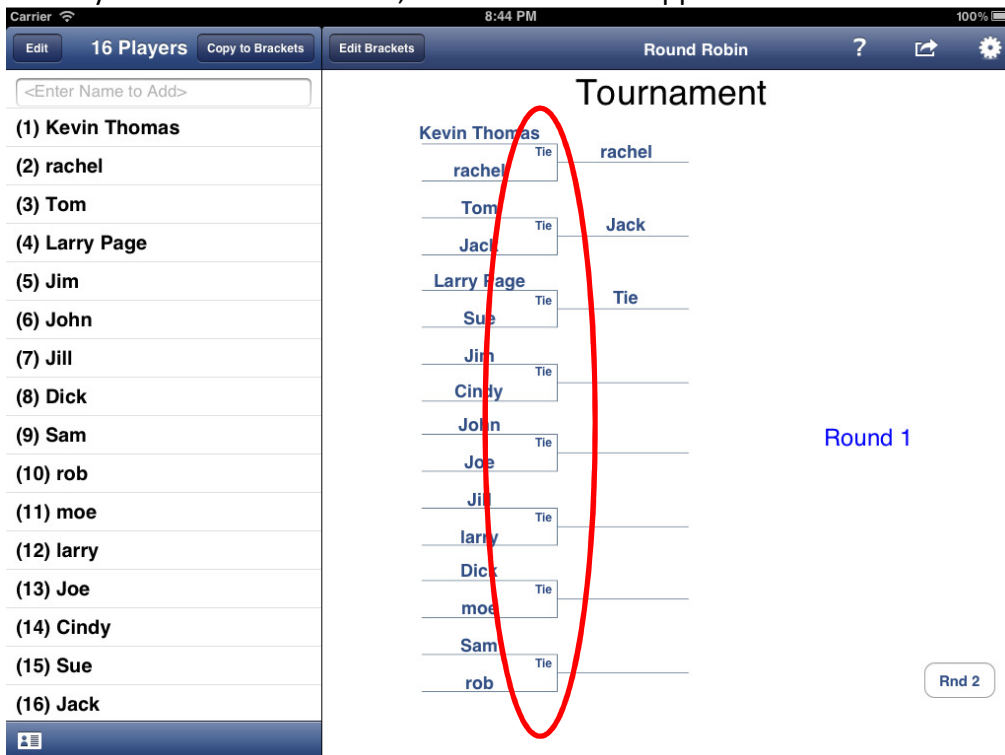 Carrier 8:44 PM 100%
Edit 16 Players Copy to Brackets Edit Brackets Round Robin ?
<Enter Name to Add>
(1) Kevin Thomas
(2) rachel
(3) Tom
(4) Larry Page
(5) Jim
(6) John
(7) Jill
(8) Dick
(9) Sam
(10) rob
(11) moe
(12) larry
(13) Joe
(14) Cindy
(15) Sue
(16) Jack
Tournament
Kevin Thomas
Tie rachel
rachel
Tom
Tie Jack
Jack
Larry Page
Tie Tie
Sue
Jim
Tie
Cindy
John
Tie
Joe
Jill
Tie
larry
Dick
Tie
moe
Sam
Tie
rob
Round 1
Rnd 2